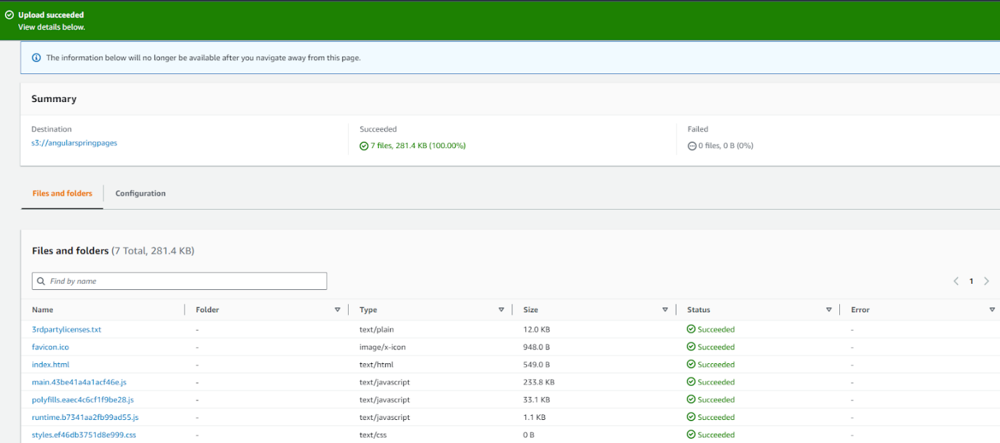 Upload succeeded
View details below.
The information below will no longer be available after you navigate away from this page.
Summary
Destination Succeeded Failed
s3://angularspringpages 7 files, 281.4 KB (100.00%) 0 files, 0 B (0%)
Files and folders Configuration
Files and folders (7 Total, 281.4 KB)
Find by name
1
Name Folder Type Size Status Error
3rdpartylicenses.txt - text/plain 12.0 KB Succeeded -
favicon.ico - image/x-icon 948.0 B Succeeded -
index.html - text/html 549.0 B Succeeded -
main.43be41a4a1acf46e.js - text/javascript 233.8 KB Succeeded -
polyfills.eaec4c6cf1f9be28.js - text/javascript 33.1 KB Succeeded -
runtime.b7341aa2fb99ad55.js - text/javascript 1.1 KB Succeeded -
styles.ef46db3751d8e999.css - text/css 0 B Succeeded -